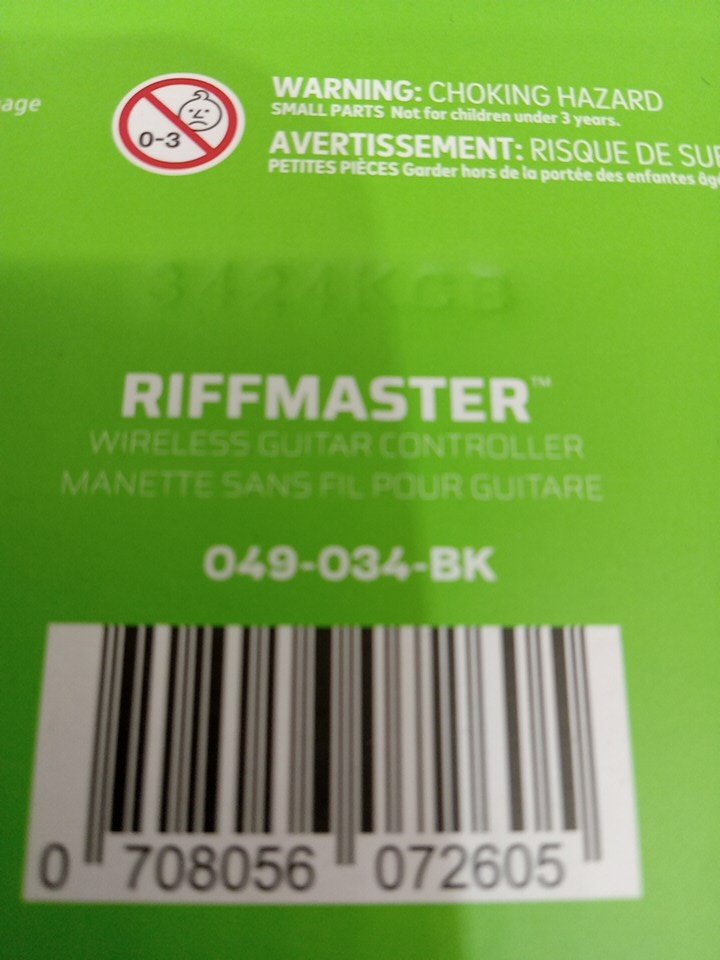 age
0-3
WARNING: CHOKING HAZARD
SMALL PARTS Not for children under 3 years.
AVERTISSEMENT: RISQUE DE SU
PETITES PIÈCES Garder hors de la portée des enfantes âg
3424KGB
RIFFMASTER™
WIRELESS GUITAR CONTROLLER
MANETTE SANS FIL POUR GUITARE
049-034-BK
0 708056 072605